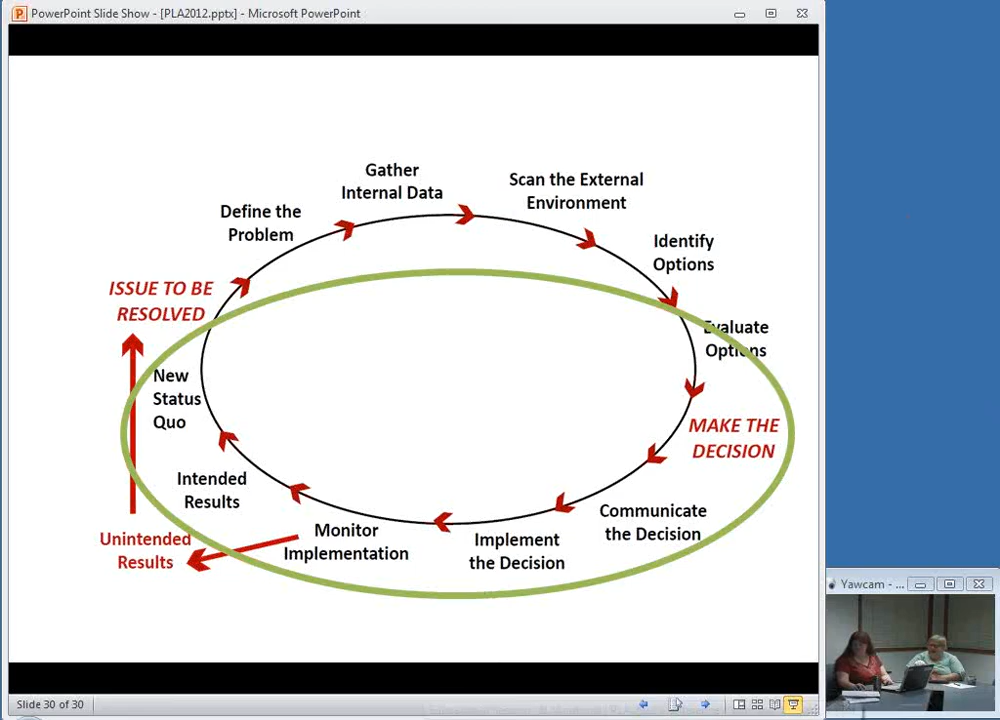 PowerPoint Slide Show - [PLA2012.pptx] - Microsoft PowerPoint
Gather
Internal Data
Scan the External
Environment
Define the
Problem
Identify
Options
ISSUE TO BE
RESOLVED
Evaluate
Options
New
Status
Quo
MAKE THE
DECISION
Intended
Results
Communicate
the Decision
Unintended
Results
Monitor
Implementation
Implement
the Decision
Yawcam - ...
Slide 30 of 30